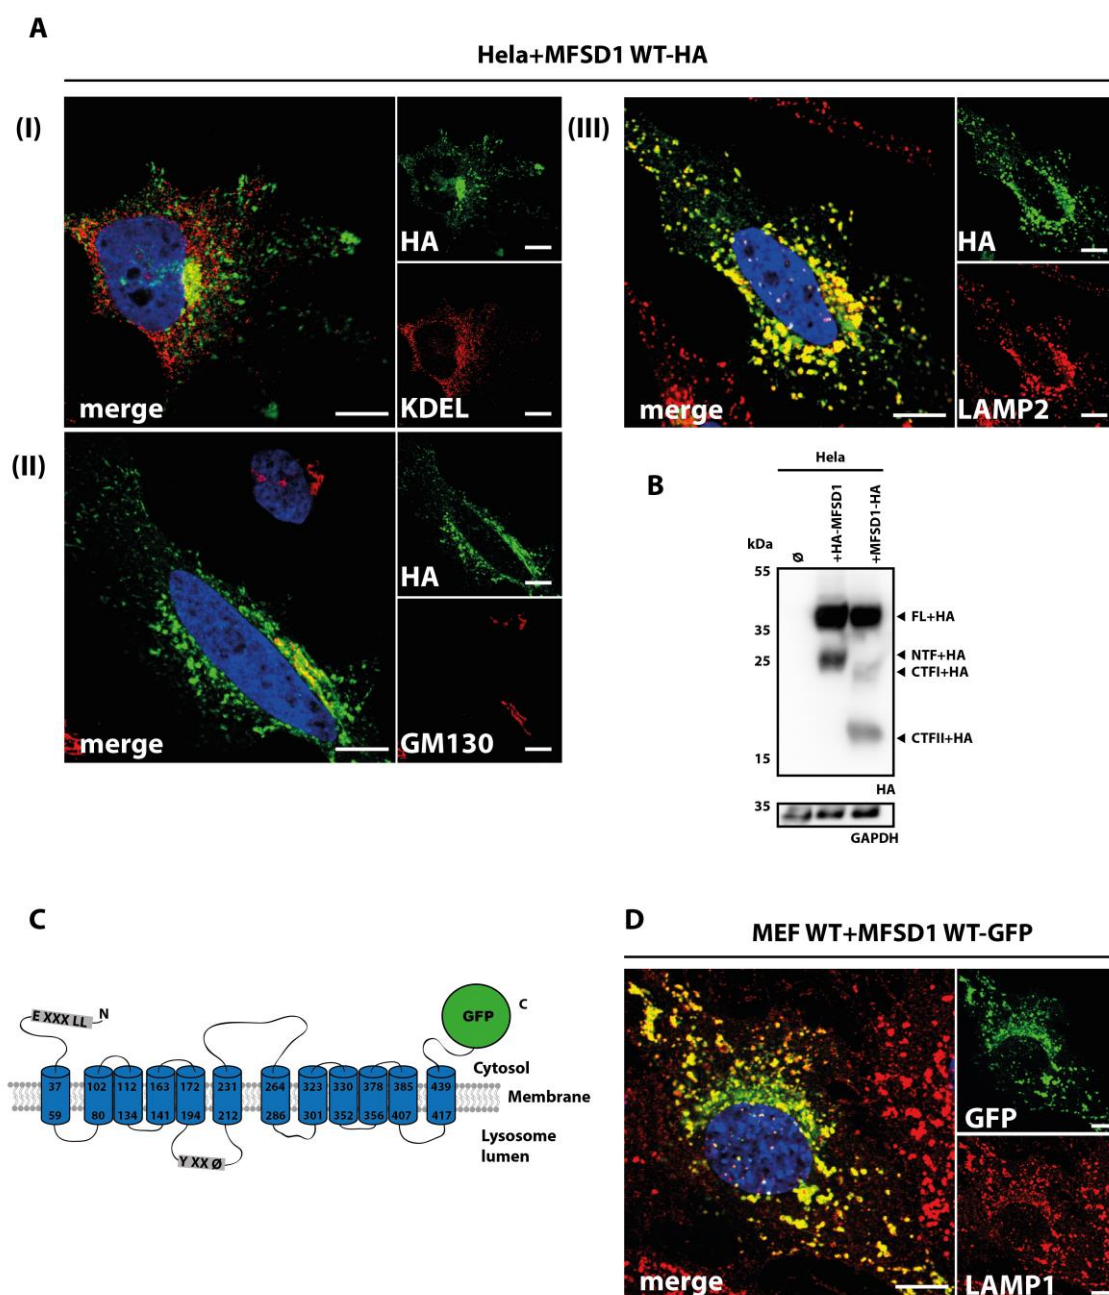 A
Hela+MFSD1 WT-HA
(I)
merge
HA
KDEL
(II)
merge
HA
GM130
(III)
merge
HA
LAMP2
B
Hela
kDa
Ø
+HA-MFSD1
+MFSD1-HA
55
35
25
15
FL+HA
NTF+HA
CTFI+HA
CTFII+HA
HA
35
GAPDH
C
E XXX LL
N
GFP
C
Cytosol
Membrane
Lysosome
lumen
37 102 112 163 172 231 264 323 330 378 385 439
59 80 134 141 194 212 286 301 352 356 407 417
Y XX Ø
D
MEF WT+MFSD1 WT-GFP
merge
GFP
LAMP1